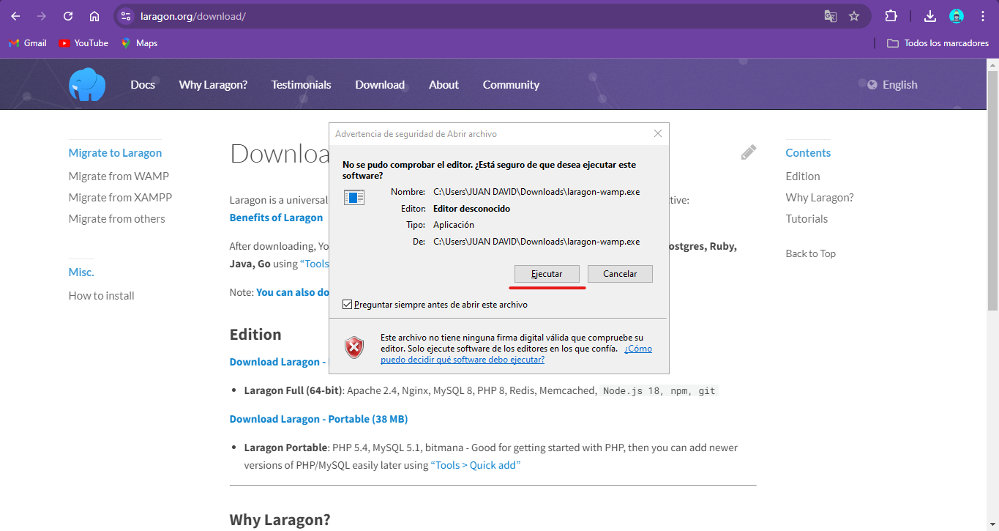 laragon.org/download/
Gmail
YouTube
Maps
Todos los marcadores
Docs
Why Laragon?
Testimonials
Download
About
Community
English
Migrate to Laragon
Migrate from WAMP
Migrate from XAMPP
Migrate from others
Misc.
How to install
Laragon is a universal
tive:
Benefits of Laragon
After downloading, Yo
ostgres, Ruby,
Java, Go using “Tools
Note: You can also do
Edition
Download Laragon -
Laragon Full (64-bit): Apache 2.4, Nginx, MySQL 8, PHP 8, Redis, Memcached, Node.js 18, npm, git
Download Laragon - Portable (38 MB)
Laragon Portable: PHP 5.4, MySQL 5.1, bitmana - Good for getting started with PHP, then you can add newer
versions of PHP/MySQL easily later using “Tools > Quick add”
Why Laragon?
Advertencia de seguridad de Abrir archivo
No se pudo comprobar el editor. ¿Está seguro de que desea ejecutar este
software?
Nombre: C:\Users\JUAN DAVID\Downloads\laragon-wamp.exe
Editor: Editor desconocido
Tipo: Aplicación
De: C:\Users\JUAN DAVID\Downloads\laragon-wamp.exe
Ejecutar
Cancelar
Preguntar siempre antes de abrir este archivo
Este archivo no tiene ninguna firma digital válida que compruebe su
editor. Solo ejecute software de los editores en los que confía. ¿Cómo
puedo decidir qué software debo ejecutar?
Contents
Edition
Why Laragon?
Tutorials
Back to Top